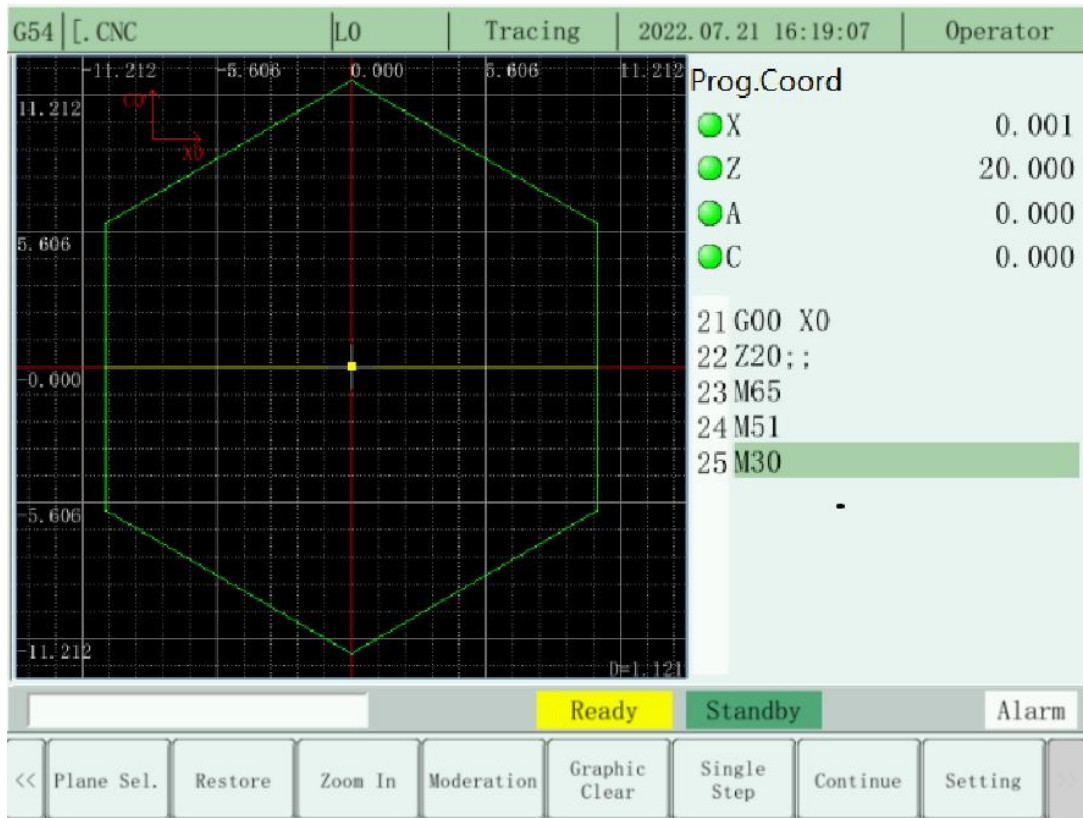 G54 [.CNC L0 Tracing 2022.07.21 16:19:07 Operator
-11.212 -5.606 0.000 5.606 11.212
11.212
C0
X0
5.606
-0.000
-5.606
-11.212
D=1.121
Prog.Coord
X 0.001
Z 20.000
A 0.000
C 0.000
21 G00 X0
22 Z20;;
23 M65
24 M51
25 M30
Ready Standby Alarm
<< Plane Sel. Restore Zoom In Moderation Graphic Clear Single Step Continue Setting >>